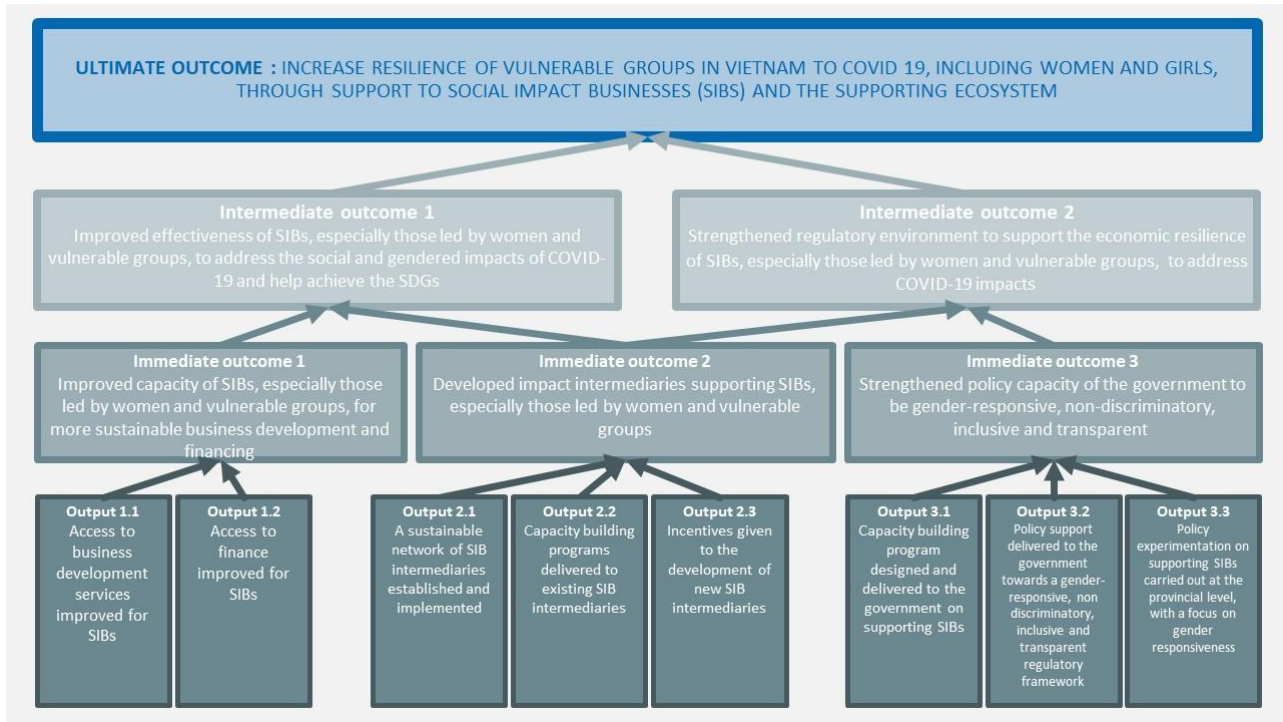 ULTIMATE OUTCOME : INCREASE RESILIENCE OF VULNERABLE GROUPS IN VIETNAM TO COVID 19, INCLUDING WOMEN AND GIRLS,
THROUGH SUPPORT TO SOCIAL IMPACT BUSINESSES (SIBS) AND THE SUPPORTING ECOSYSTEM
Intermediate outcome 1
Improved effectiveness of SIBs, especially those led by women and
vulnerable groups, to address the social and gendered impacts of COVID-
19 and help achieve the SDGs
Intermediate outcome 2
Strengthened regulatory environment to support the economic resilience
of SIBs, especially those led by women and vulnerable groups, to address
COVID-19 impacts
Immediate outcome 1
Improved capacity of SIBs, especially those
led by women and vulnerable groups, for
more sustainable business development and
financing
Immediate outcome 2
Developed impact intermediaries supporting SIBs,
especially those led by women and vulnerable
groups
Immediate outcome 3
Strengthened policy capacity of the government to
be gender-responsive, non-discriminatory,
inclusive and transparent
Output 1.1
Access to
business
development
services
improved for
SIBs
Output 1.2
Access to
finance
improved for
SIBs
Output 2.1
A sustainable
network of SIB
intermediaries
established and
implemented
Output 2.2
Capacity building
programs
delivered to
existing SIB
intermediaries
Output 2.3
Incentives given
to the
development of
new SIB
intermediaries
Output 3.1
Capacity building
program
designed and
delivered to the
government on
supporting SIBs
Output 3.2
Policy support
delivered to the
government
towards a gender-
responsive, non
discriminatory,
inclusive and
transparent
regulatory
framework
Output 3.3
Policy
experimentation on
supporting SIBs
carried out at the
provincial level,
with a focus on
gender
responsiveness